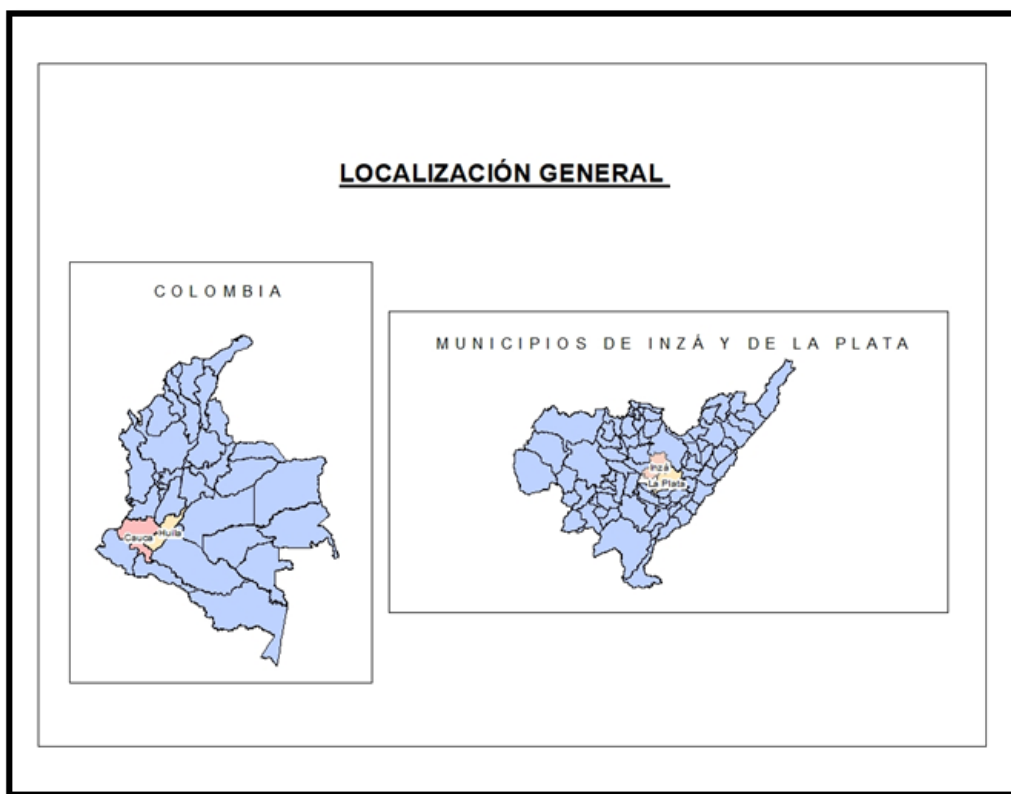 LOCALIZACIÓN GENERAL
COLOMBIA
Cauca
Huila
MUNICIPIOS DE INZÁ Y DE LA PLATA
Inzá
La Plata